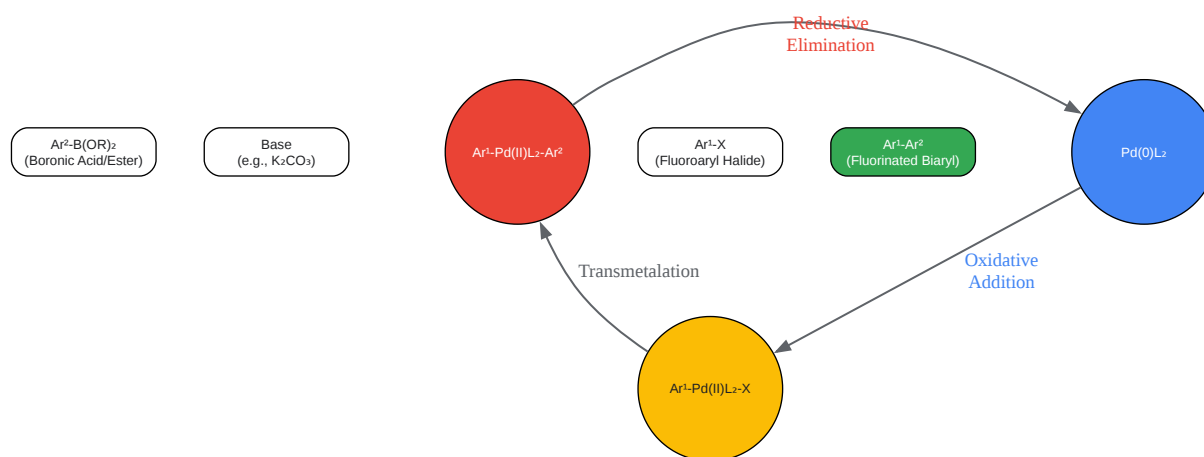 Reductive
Elimination
Ar²-B(OR)₂
(Boronic Acid/Ester)
Base
(e.g., K₂CO₃)
Ar¹-Pd(II)L₂-Ar²
Ar¹-X
(Fluoroaryl Halide)
Ar¹-Ar²
(Fluorinated Biaryl)
Pd(0)L₂
Oxidative
Addition
Transmetalation
Ar¹-Pd(II)L₂-X